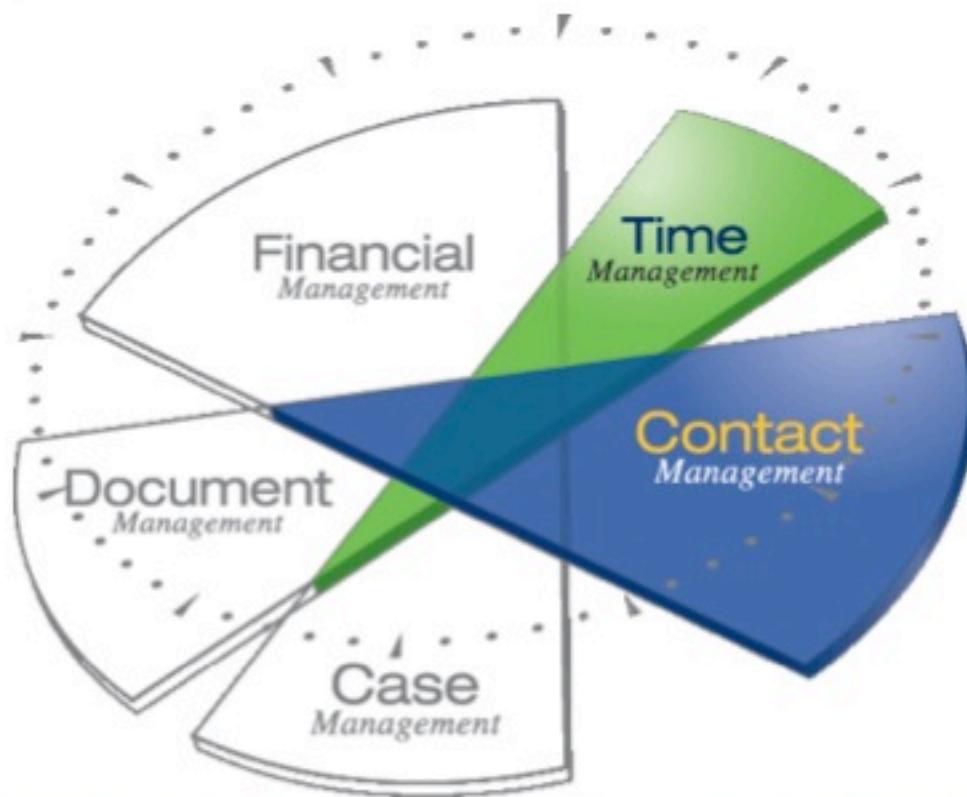 Financial
Management
Time
Management
Contact
Management
Document
Management
Case
Management